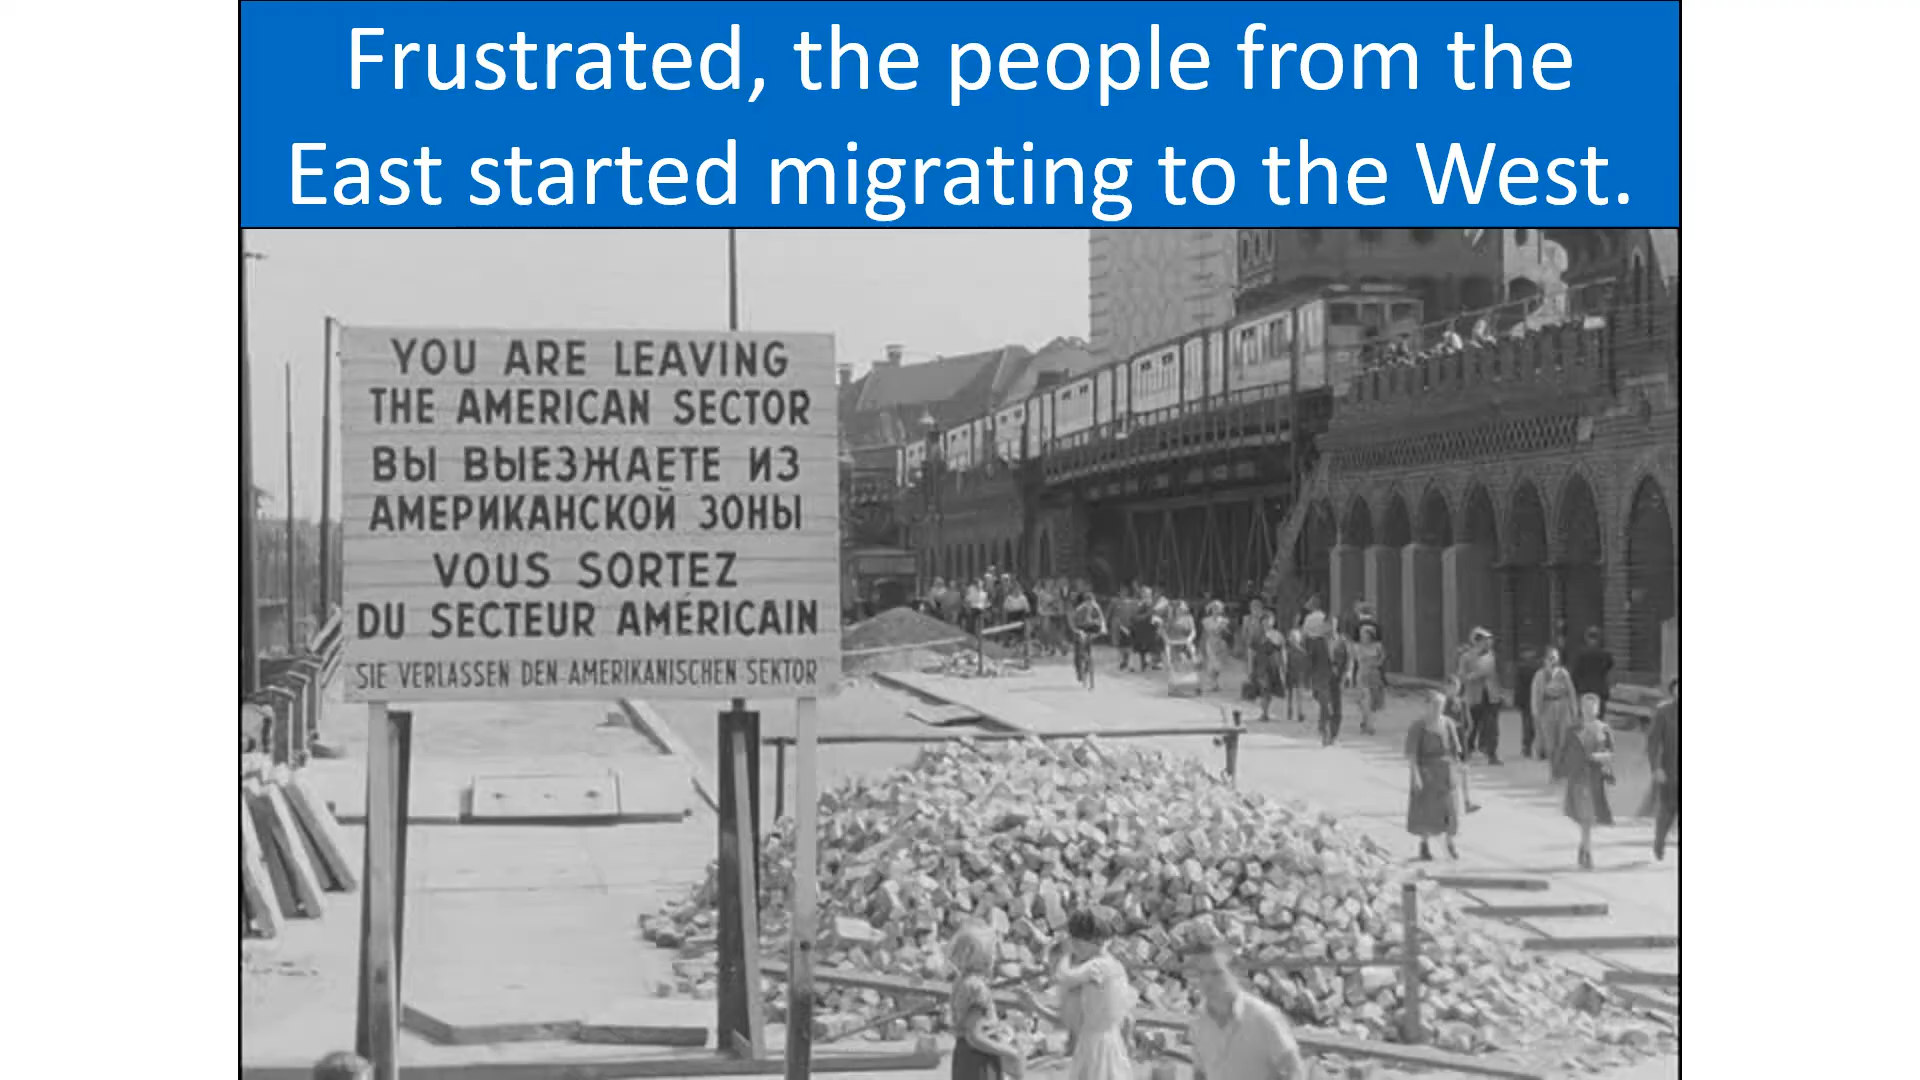 Frustrated, the people from the
East started migrating to the West.
YOU ARE LEAVING
THE AMERICAN SECTOR
ВЫ ВЫЕЗЖАЕТЕ ИЗ
АМЕРИКАНСКОЙ ЗОНЫ
VOUS SORTEZ
DU SECTEUR AMÉRICAIN
SIE VERLASSEN DEN AMERIKANISCHEN SEKTOR